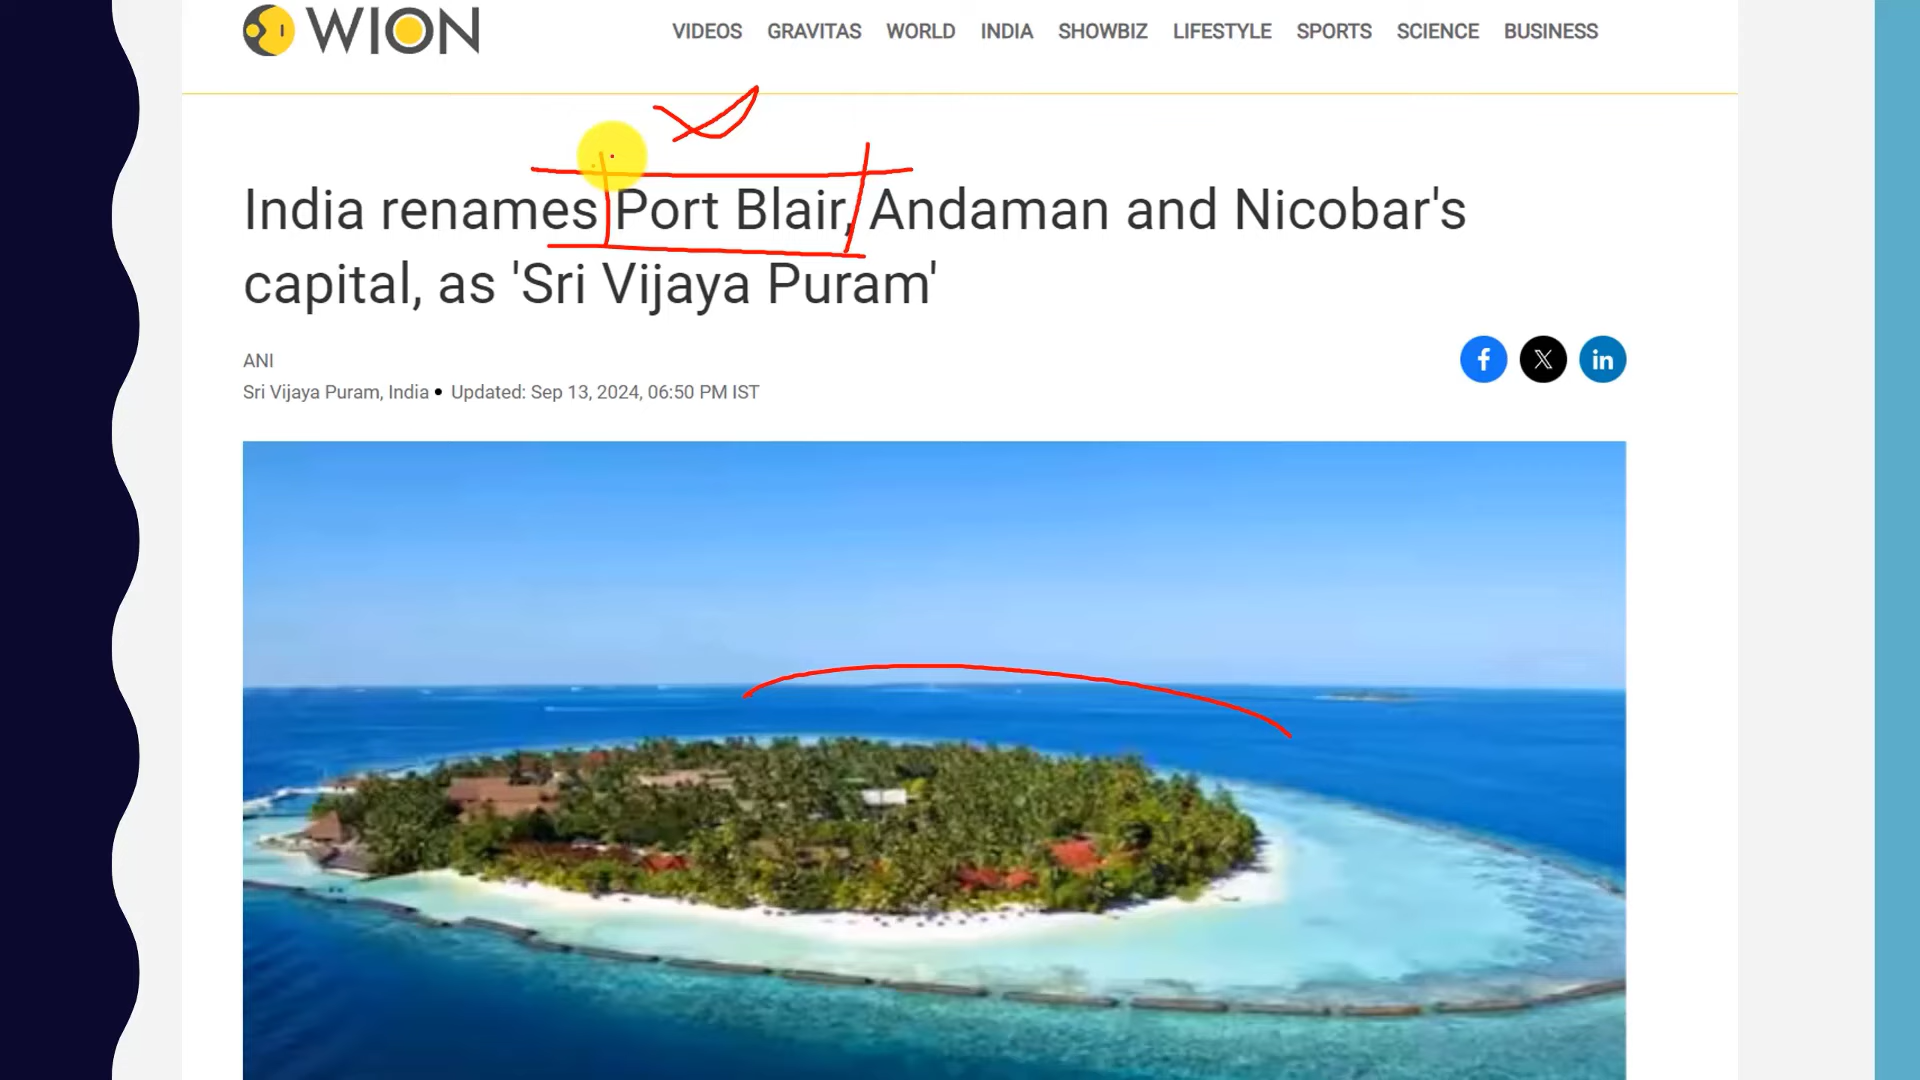 WION
VIDEOS GRAVITAS WORLD INDIA SHOWBIZ LIFESTYLE SPORTS SCIENCE BUSINESS
India renames Port Blair, Andaman and Nicobar's
capital, as 'Sri Vijaya Puram'
ANI
Sri Vijaya Puram, India • Updated: Sep 13, 2024, 06:50 PM IST
f X in